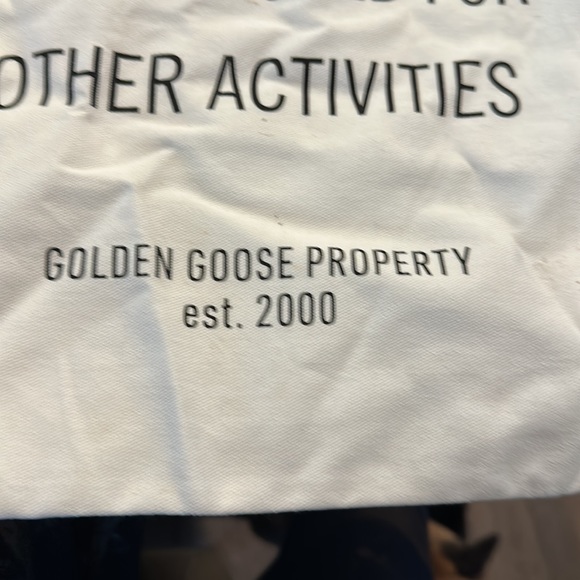 OTHER ACTIVITIES
GOLDEN GOOSE PROPERTY
est. 2000